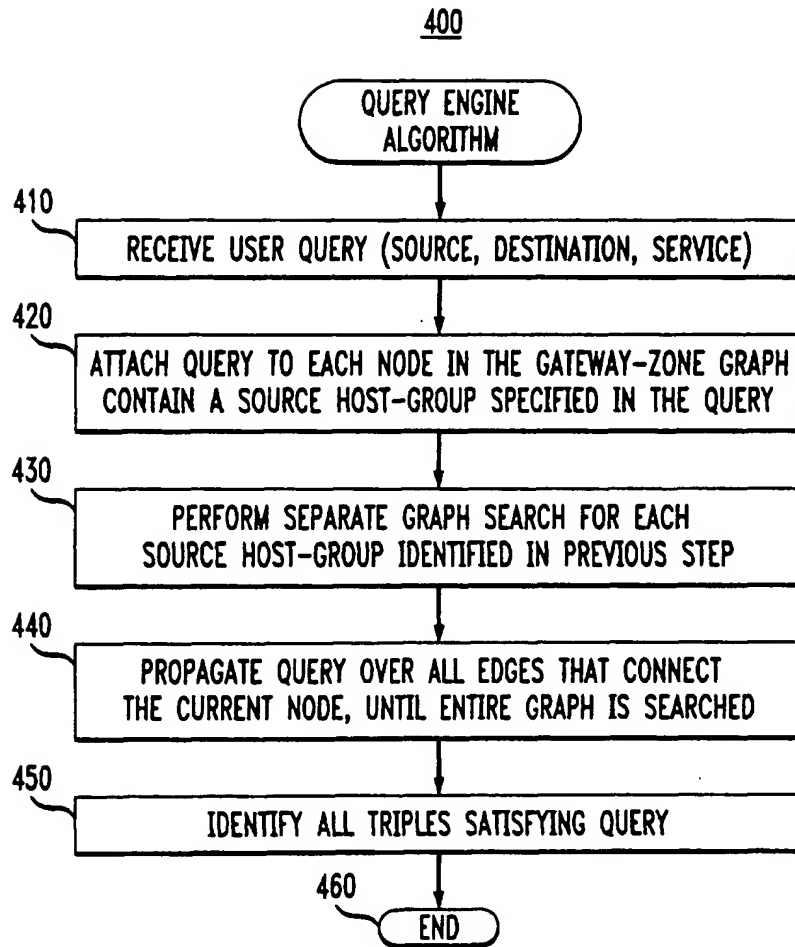 400
QUERY ENGINE
ALGORITHM
410
RECEIVE USER QUERY (SOURCE, DESTINATION, SERVICE)
420
ATTACH QUERY TO EACH NODE IN THE GATEWAY-ZONE GRAPH
CONTAIN A SOURCE HOST-GROUP SPECIFIED IN THE QUERY
430
PERFORM SEPARATE GRAPH SEARCH FOR EACH
SOURCE HOST-GROUP IDENTIFIED IN PREVIOUS STEP
440
PROPAGATE QUERY OVER ALL EDGES THAT CONNECT
THE CURRENT NODE, UNTIL ENTIRE GRAPH IS SEARCHED
450
IDENTIFY ALL TRIPLES SATISFYING QUERY
460
END